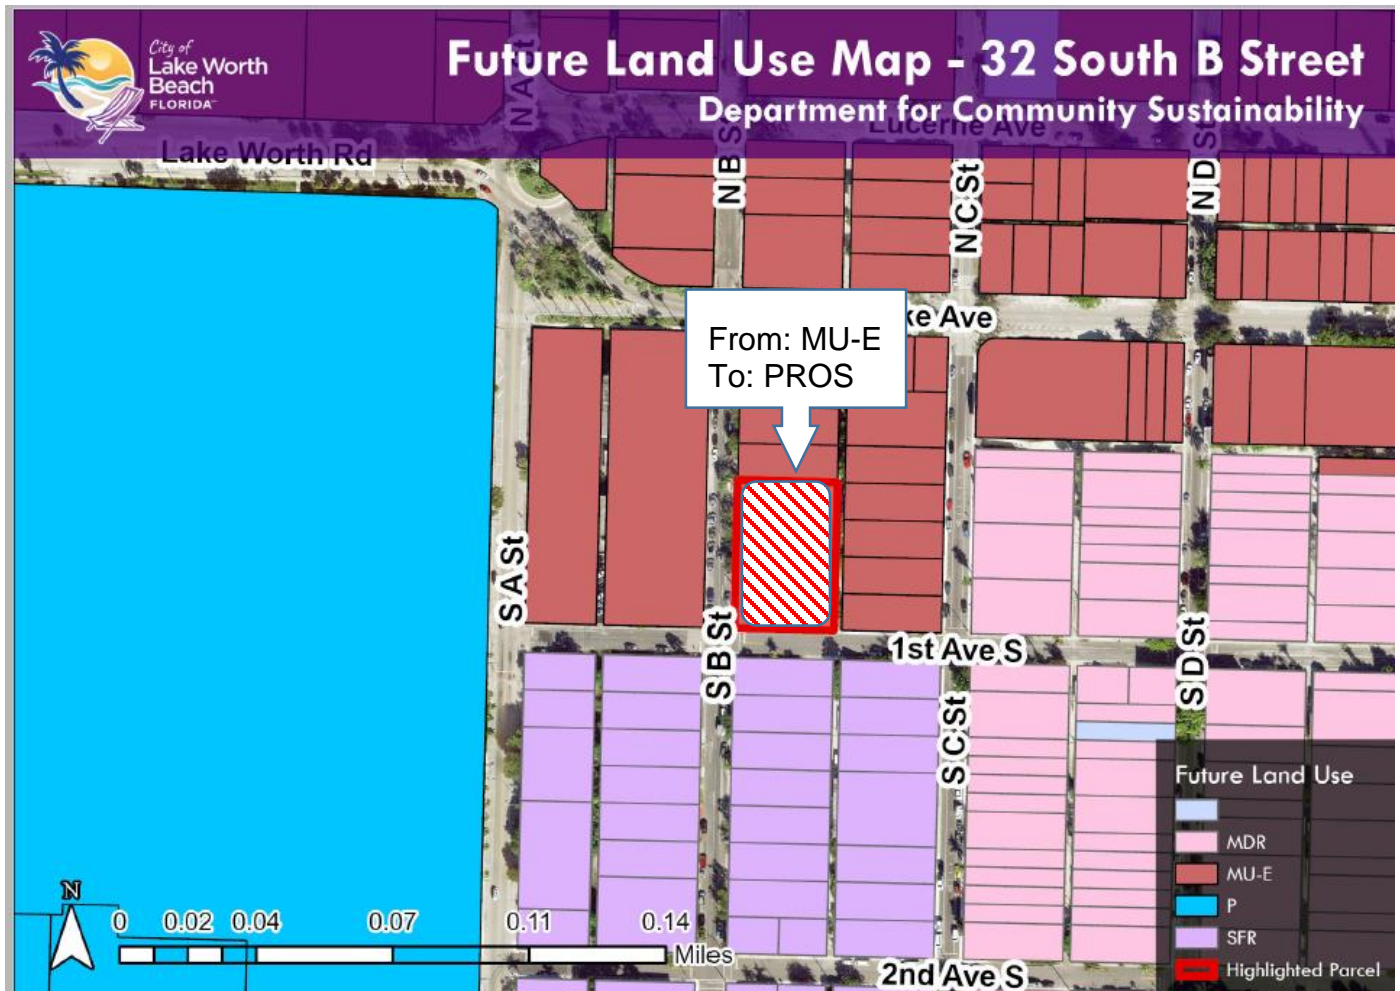 City of
Lake Worth
Beach
FLORIDA
Future Land Use Map - 32 South B Street
Department for Community Sustainability
N A St
Lucerne Ave
Lake Worth Rd
N B S
N C St
N D St
From: MU-E
To: PROS
ke Ave
S A St
S B St
1st Ave S
S D St
S C St
2nd Ave S
Future Land Use
MDR
MU-E
P
SFR
Highlighted Parcel
N
0 0.02 0.04 0.07 0.11 0.14
Miles